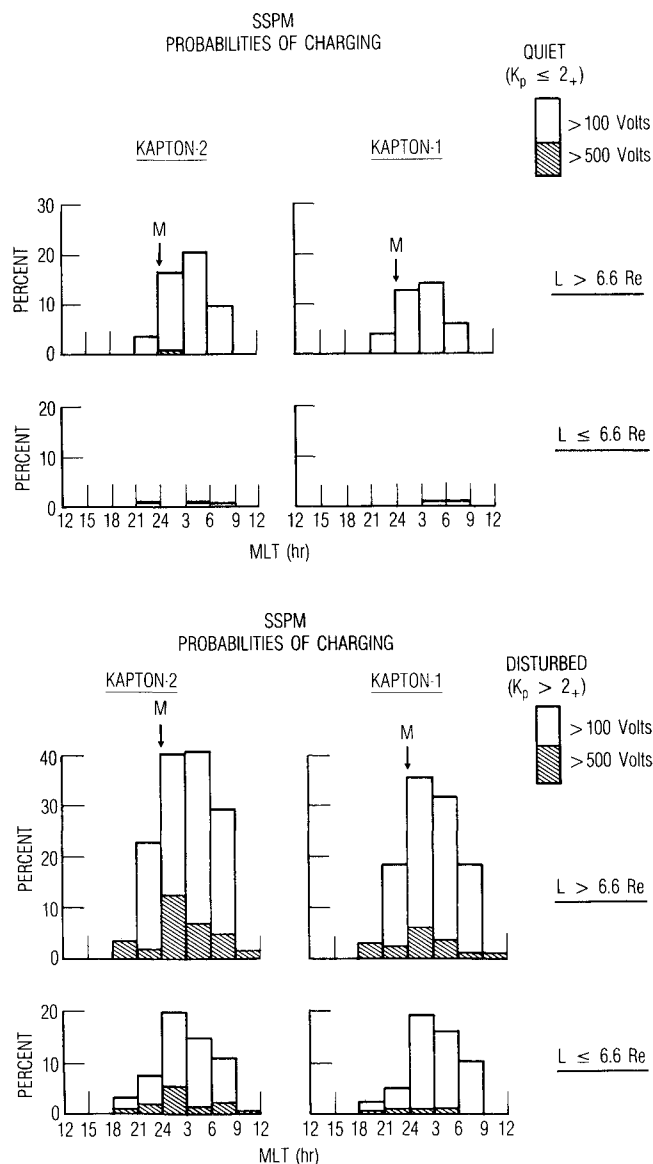 SSPM
PROBABILITIES OF CHARGING
QUIET
(Kp ≤ 2+)
>100 Volts
>500 Volts
KAPTON-2
KAPTON-1
30
20
10
0
PERCENT
M
M
L > 6.6 Re
20
10
0
PERCENT
L ≤ 6.6 Re
12 15 18 21 24 3 6 9 12
12 15 18 21 24 3 6 9 12
MLT (hr)
SSPM
PROBABILITIES OF CHARGING
DISTURBED
(Kp > 2+)
>100 Volts
>500 Volts
KAPTON-2
KAPTON-1
M
M
40
30
20
10
0
PERCENT
L > 6.6 Re
20
10
0
PERCENT
L ≤ 6.6 Re
12 15 18 21 24 3 6 9 12
12 15 18 21 24 3 6 9 12
MLT (hr)